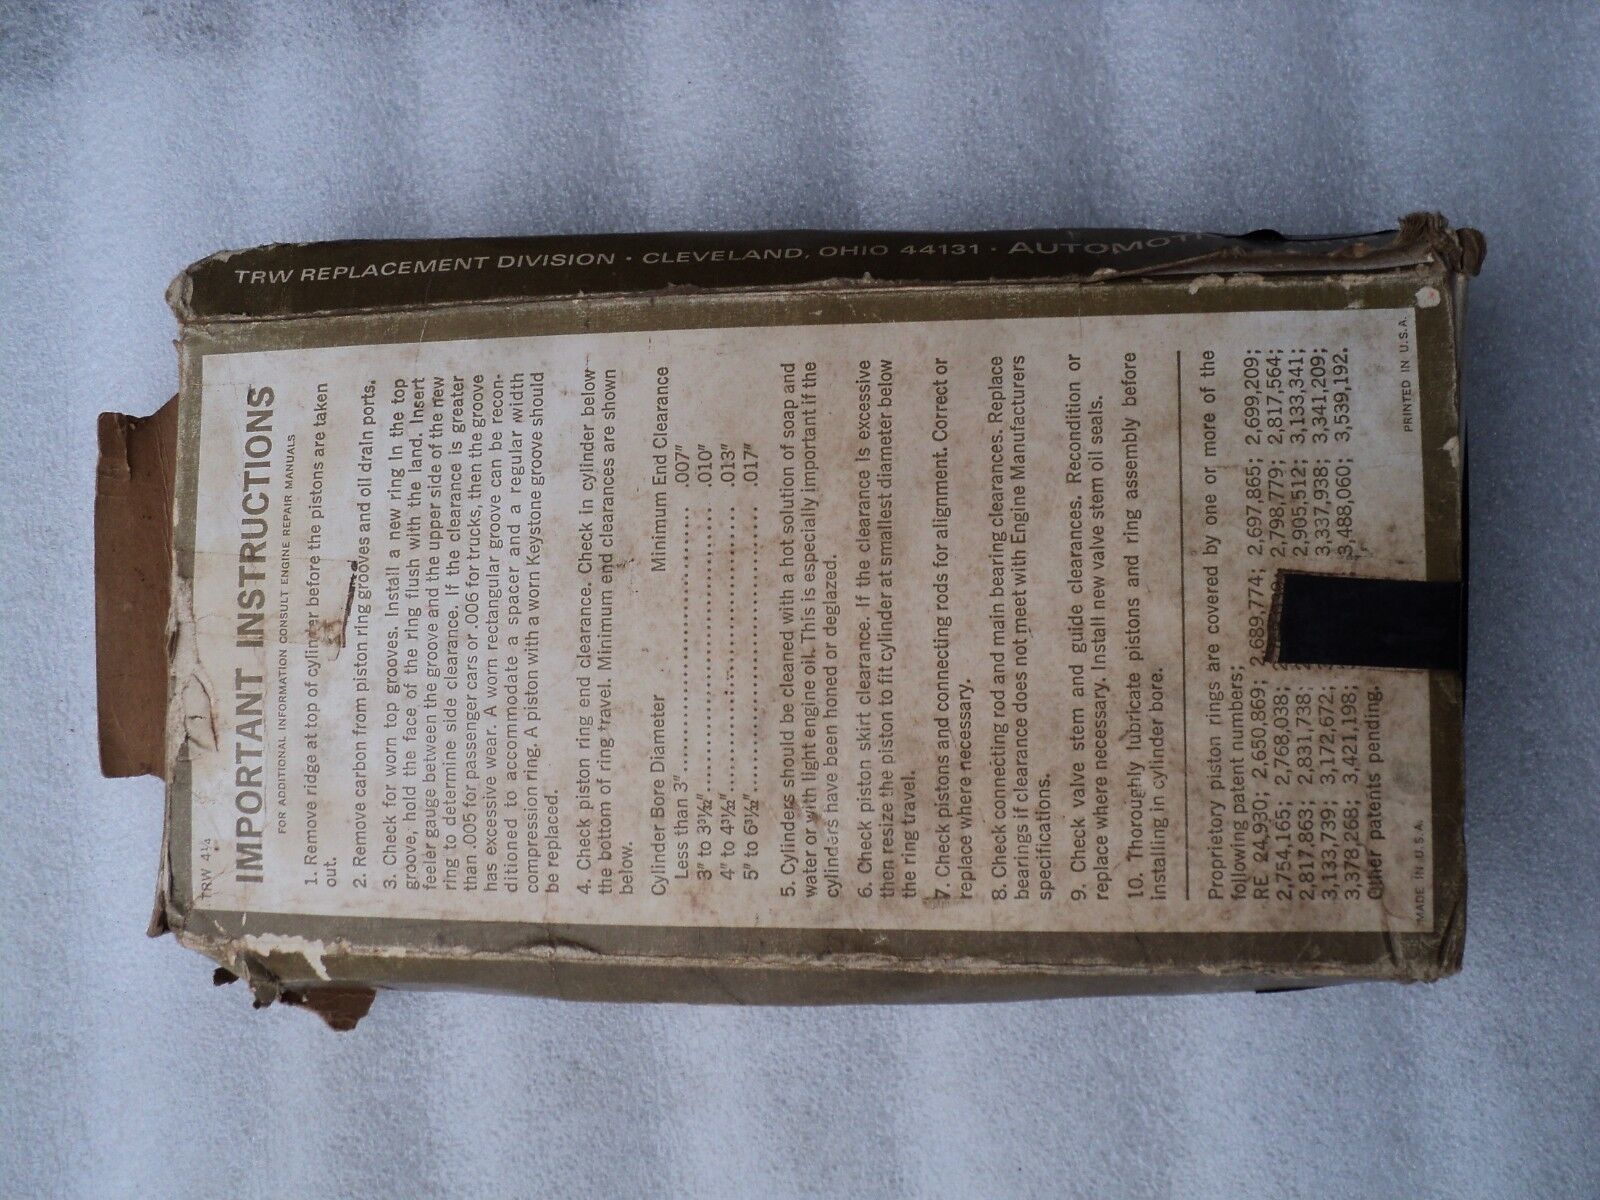 TRW REPLACEMENT DIVISION · CLEVELAND, OHIO 44131 ·
TRW 4¼
IMPORTANT INSTRUCTIONS
FOR ADDITIONAL INFORMATION CONSULT ENGINE REPAIR MANUALS
1. Remove ridge at top of cylinder before the pistons are taken
out.
2. Remove carbon from piston ring grooves and oil drain ports.
3. Check for worn top grooves. Install a new ring in the top
groove, hold the face of the ring flush with the land. Insert
feeler gauge between the groove and the upper side of the new
ring to determine side clearance. If the clearance is greater
than .005 for passenger cars or .006 for trucks, then the groove
has excessive wear. A worn rectangular groove can be recon-
ditioned to accommodate a spacer and a regular width
compression ring. A piston with a worn Keystone groove should
be replaced.
4. Check piston ring end clearance. Check in cylinder below
the bottom of ring travel. Minimum end clearances are shown
below.
Cylinder Bore Diameter Minimum End Clearance
Less than 3" .007"
3" to 3³¹⁄₃₂" .010"
4" to 4³¹⁄₃₂" .013"
5" to 6³¹⁄₃₂" .017"
5. Cylinders should be cleaned with a hot solution of soap and
water or with light engine oil. This is especially important if the
cylinders have been honed or deglazed.
6. Check piston skirt clearance. If the clearance is excessive
then resize the piston to fit cylinder at smallest diameter below
the ring travel.
7. Check pistons and connecting rods for alignment. Correct or
replace where necessary.
8. Check connecting rod and main bearing clearances. Replace
bearings if clearance does not meet with Engine Manufacturers
specifications.
9. Check valve stem and guide clearances. Recondition or
replace where necessary. Install new valve stem oil seals.
10. Thoroughly lubricate pistons and ring assembly before
installing in cylinder bore.
Proprietory piston rings are covered by one or more of the
following patent numbers;
RE 24,930; 2,650,869; 2,689,774; 2,697,865; 2,699,209;
2,754,165; 2,768,038; 2,798,779; 2,817,564;
2,817,863; 2,831,738; 2,905,512; 3,133,341;
3,133,739; 3,172,672; 3,337,938; 3,341,209;
3,378,268; 3,421,198; 3,488,060; 3,539,192.
Other patents pending.
MADE IN U.S.A. PRINTED IN U.S.A.